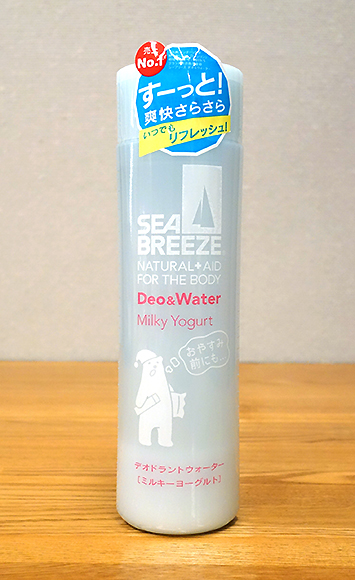 売上
No.1
すーっと!
爽快さらさら
いつでも
リフレッシュ!
SEA
BREEZE
NATURAL+AID
FOR THE BODY
Deo&Water
Milky Yogurt
おやすみ
前にも…
デオドラントウォーター
[ミルキーヨーグルト]